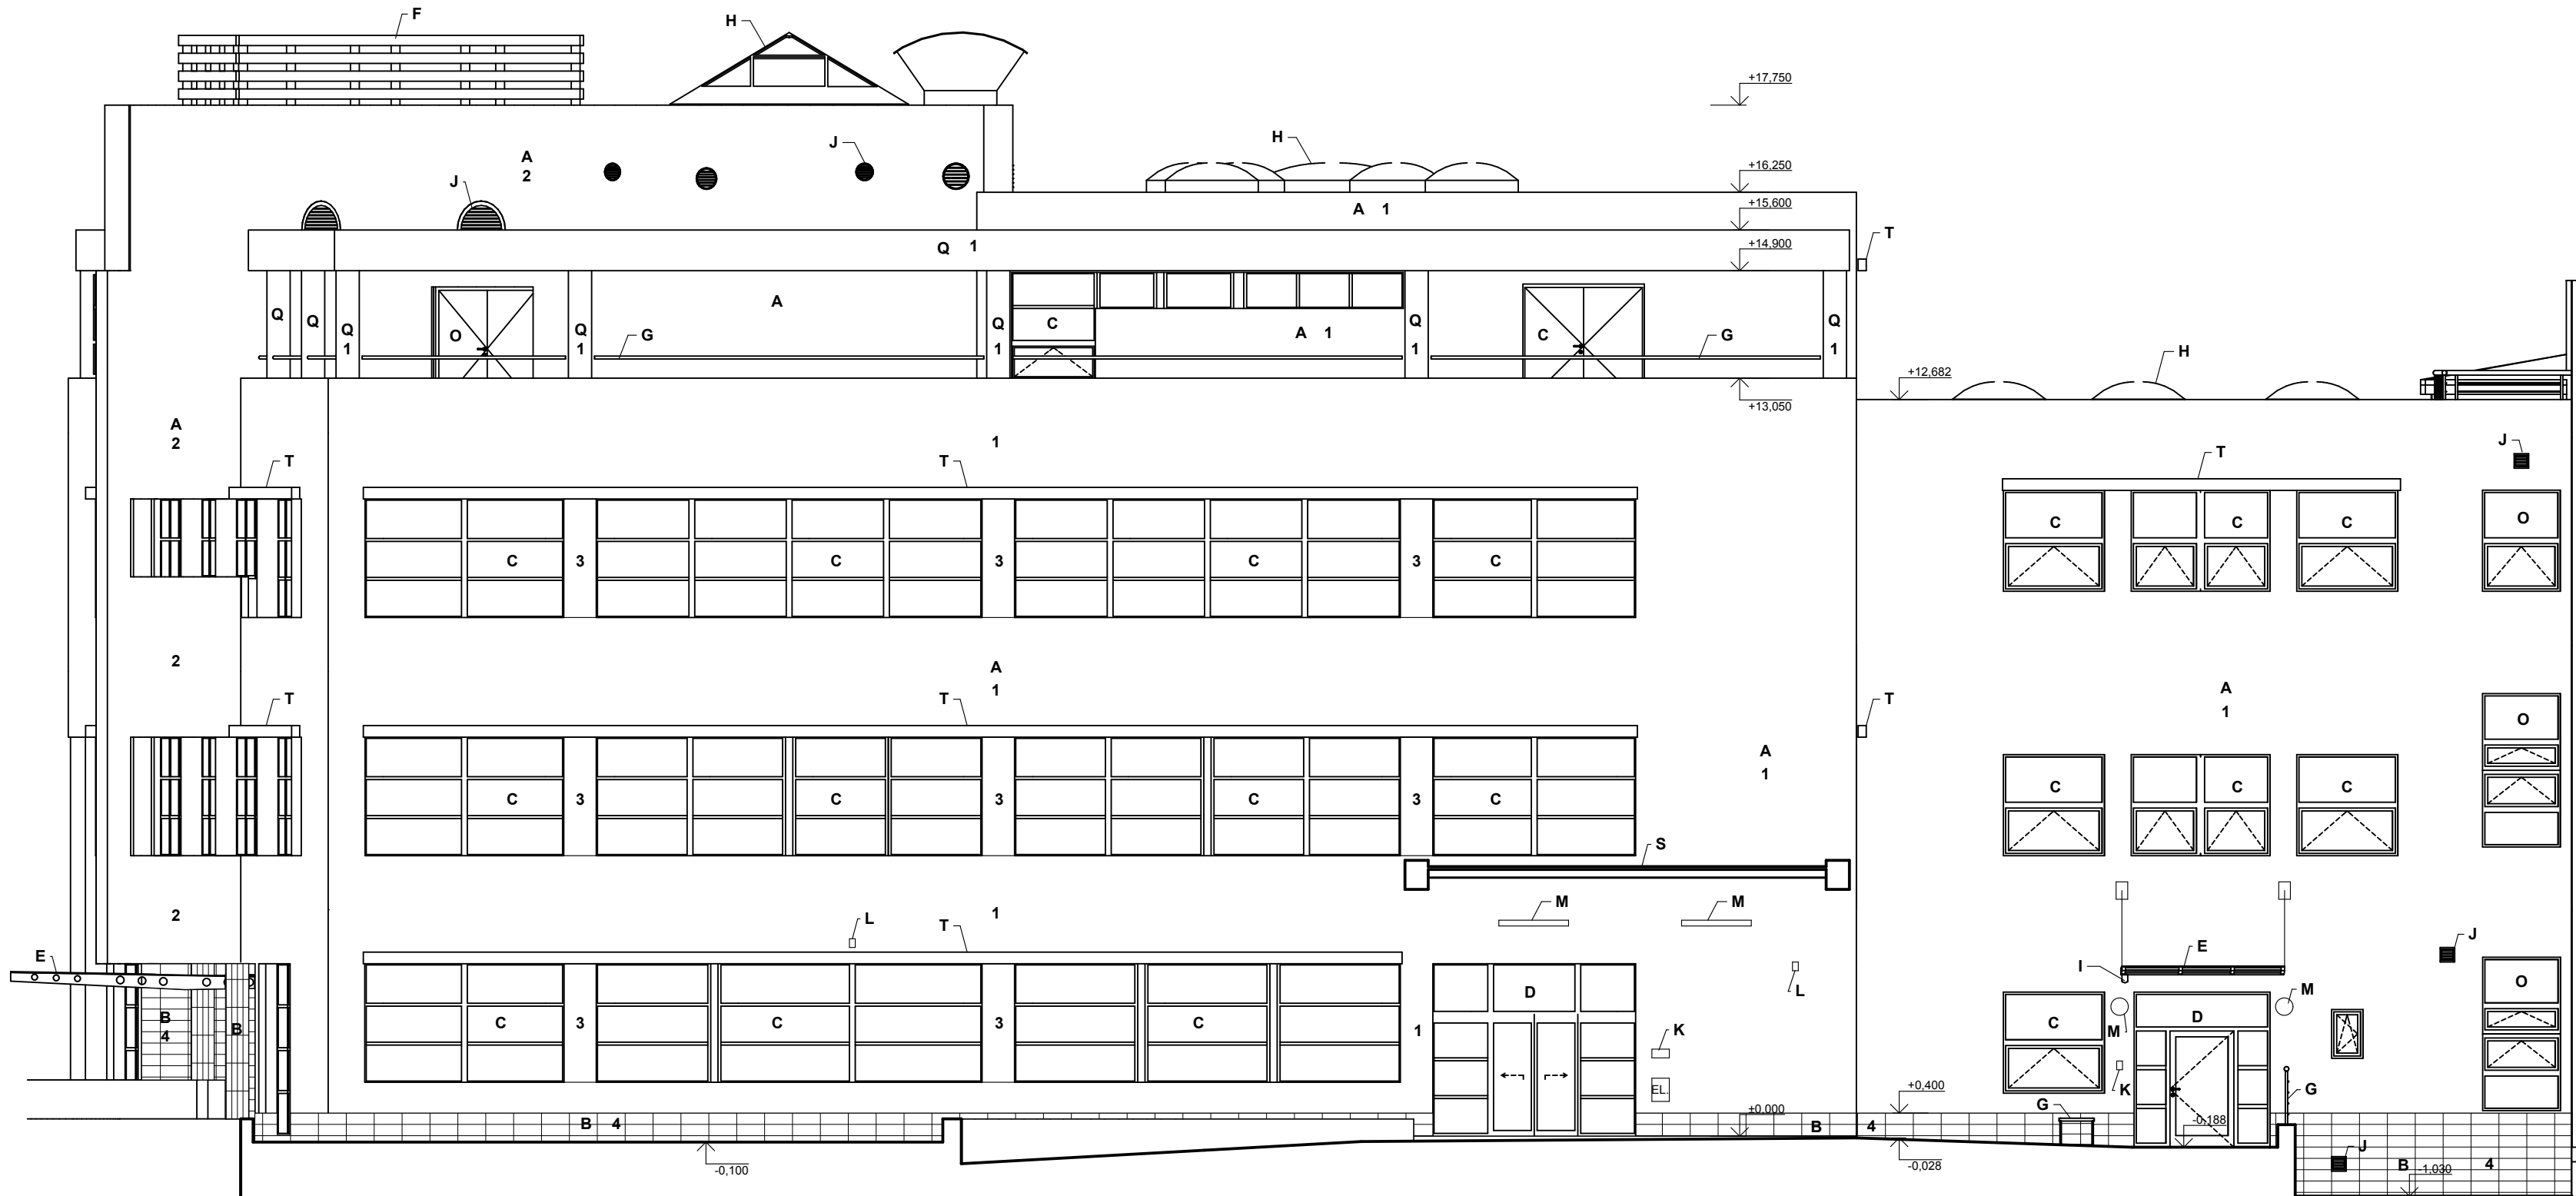 F
H
+17,750
H
J
A
2
+16,250
J
A 1
+15,600
T
Q 1
+14,900
A
Q
Q
Q
1
O
Q
1
G
Q
1
C
A 1
Q
1
C
G
Q
1
H
+12,682
+13,050
A
2
1
J
T
T
T
C
C
C
O
C
3
C
3
C
3
C
2
A
1
A
1
T
T
T
O
A
1
C
3
C
3
C
3
C
C
C
C
S
M
M
2
L
T
1
J
E
E
I
L
O
D
M
B
4
B
C
3
C
3
C
1
K
C
M
D
EL.
K
G
+0,400
G
±0,000
B 4
B 4
-0,188
-0,100
-0,028
J
B 4
-1,030